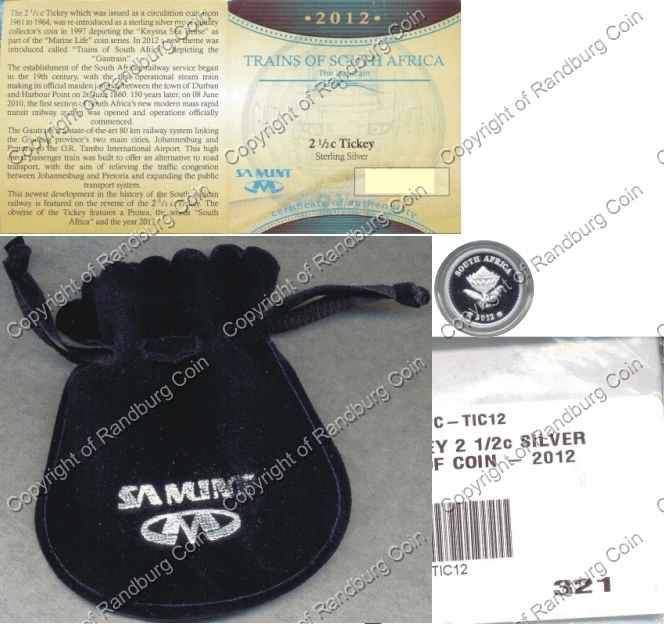 The 2 ½c Tickey which was issued as a circulation coin from
1961 to 1964, was re-introduced as a sterling silver proof quality
collector's coin in 1997 depicting the "Knysna Sea Horse" as
part of the "Marine Life" coin series. In 2012 a new theme was
introduced called "Trains of South Africa" depicting the
"Gautrain".
The establishment of the South African railway service began
in the 19th century, with the first operational steam train
making its official maiden journey between the town of Durban
and Harbour Point on 26 June 1860. 150 years later, on 08 June
2010, the first section of South Africa's new modern mass rapid
transit railway system was opened and operations officially
commenced.
The Gautrain is a state-of-the-art 80 km railway system linking
the Gauteng province's two main cities, Johannesburg and
Pretoria to the O.R. Tambo International Airport. This high
speed passenger train was built to offer an alternative to road
transport, with the aim of relieving the traffic congestion
between Johannesburg and Pretoria and expanding the public
transport system.
This newest development in the history of the South African
railway is featured on the reverse of the 2 ½c Tickey. The
obverse of the Tickey features a Protea, the words "South
Africa" and the year 2012.
•2012•
TRAINS OF SOUTH AFRICA
The Gautrain
2 ½c Tickey
Sterling Silver
SA MINT
certificate of authenticity
SOUTH AFRICA
2012
SA MINT
C-TIC12
EY 2 1/2c SILVER
OF COIN - 2012
TIC12
321
Copyright of Randburg Coin